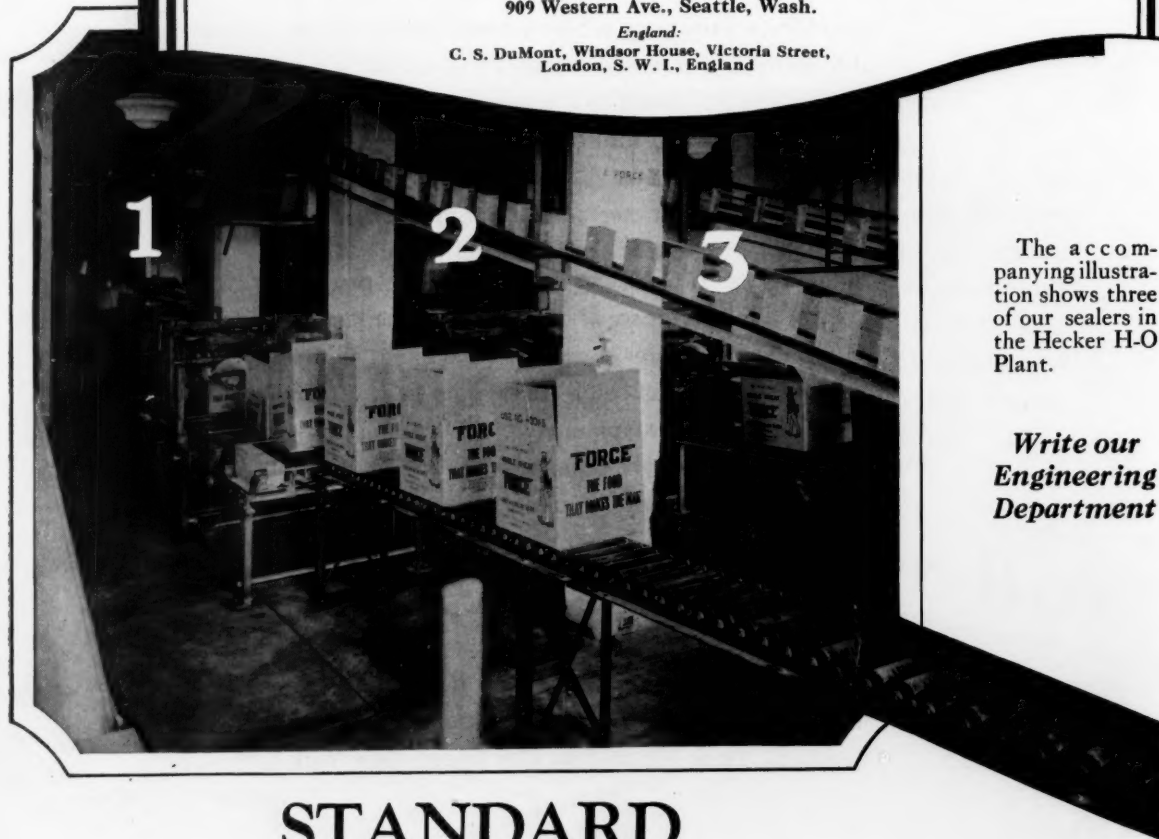 909 Western Ave., Seattle, Wash.
England:
C. S. DuMont, Windsor House, Victoria Street,
London, S. W. I., England
1
2
3
FORCE
The accom-
panying illustra-
tion shows three
of our sealers in
the Hecker H-O
Plant.
Write our
Engineering
Department
"FORCE"
THE FOOD
THAT MAKES THE MAN
WHOLE WHEAT
"FORCE"
STANDARD